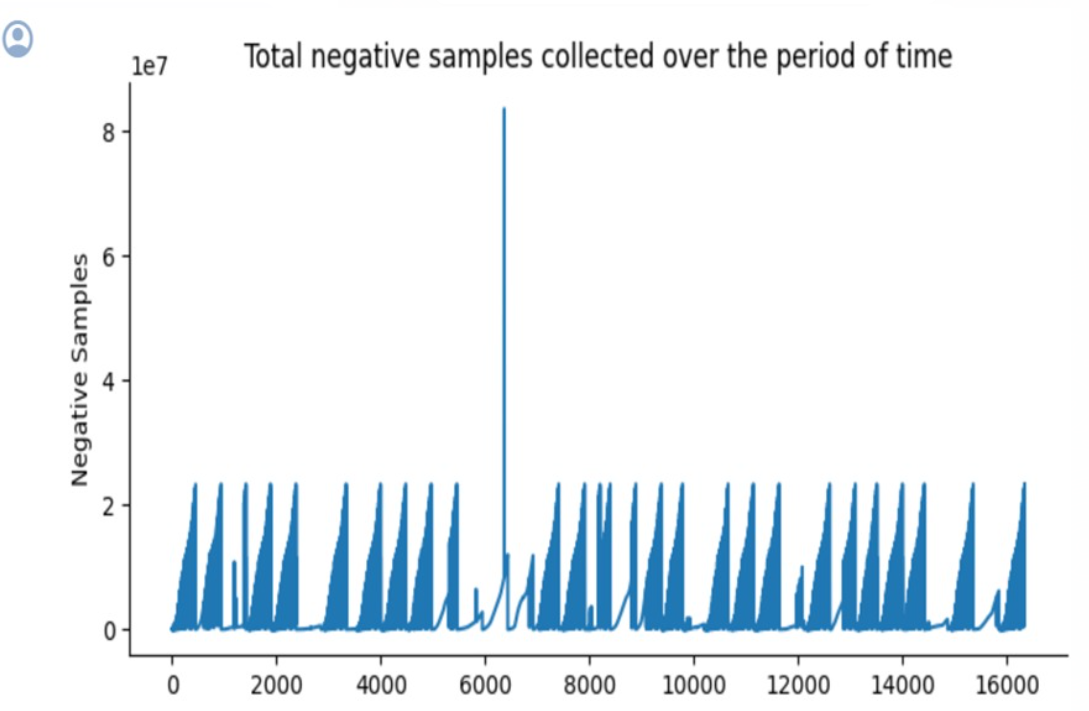 Total negative samples collected over the period of time
1e7
8
6
4
2
0
Negative Samples
0 2000 4000 6000 8000 10000 12000 14000 16000